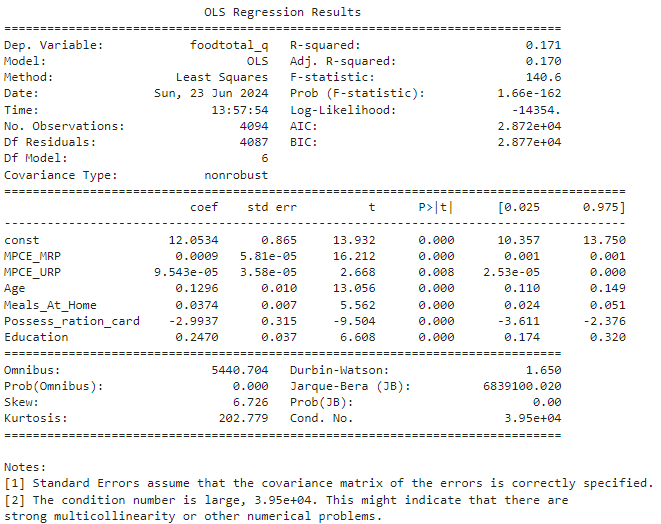 OLS Regression Results
==============================================================================
Dep. Variable:            foodtotal_q   R-squared:                       0.171
Model:                            OLS   Adj. R-squared:                  0.170
Method:                 Least Squares   F-statistic:                     140.6
Date:                Sun, 23 Jun 2024   Prob (F-statistic):          1.66e-162
Time:                        13:57:54   Log-Likelihood:                -14354.
No. Observations:                4094   AIC:                         2.872e+04
Df Residuals:                    4087   BIC:                         2.877e+04
Df Model:                           6
Covariance Type:            nonrobust
=======================================================================================
                          coef    std err          t      P>|t|      [0.025      0.975]
---------------------------------------------------------------------------------------
const                  12.0534      0.865     13.932      0.000      10.357      13.750
MPCE_MRP                0.0009   5.81e-05     16.212      0.000       0.001       0.001
MPCE_URP             9.543e-05   3.58e-05      2.668      0.008    2.53e-05       0.000
Age                     0.1296      0.010     13.056      0.000       0.110       0.149
Meals_At_Home           0.0374      0.007      5.562      0.000       0.024       0.051
Possess_ration_card    -2.9937      0.315     -9.504      0.000      -3.611      -2.376
Education               0.2470      0.037      6.608      0.000       0.174       0.320
==============================================================================
Omnibus:                     5440.704   Durbin-Watson:                   1.650
Prob(Omnibus):                  0.000   Jarque-Bera (JB):          6839100.020
Skew:                           6.726   Prob(JB):                         0.00
Kurtosis:                     202.779   Cond. No.                     3.95e+04
==============================================================================

Notes:
[1] Standard Errors assume that the covariance matrix of the errors is correctly specified.
[2] The condition number is large, 3.95e+04. This might indicate that there are
strong multicollinearity or other numerical problems.